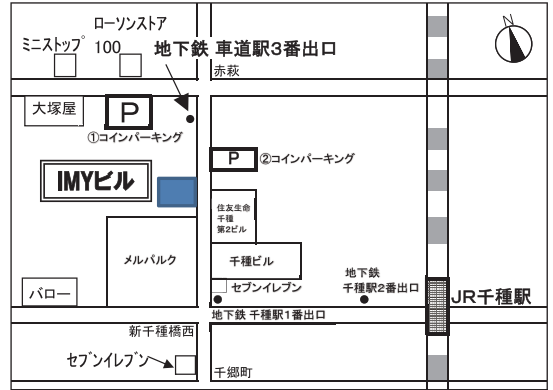 N
ローソンストア
100
ミニストップ
地下鉄 車道駅3番出口
赤萩
大塚屋
P
①コインパーキング
P
②コインパーキング
IMYビル
住友生命
千種
第2ビル
メルパルク
千種ビル
セブンイレブン
地下鉄
千種駅2番出口
バロー
JR千種駅
地下鉄 千種駅1番出口
新千種橋西
セブンイレブン
千郷町